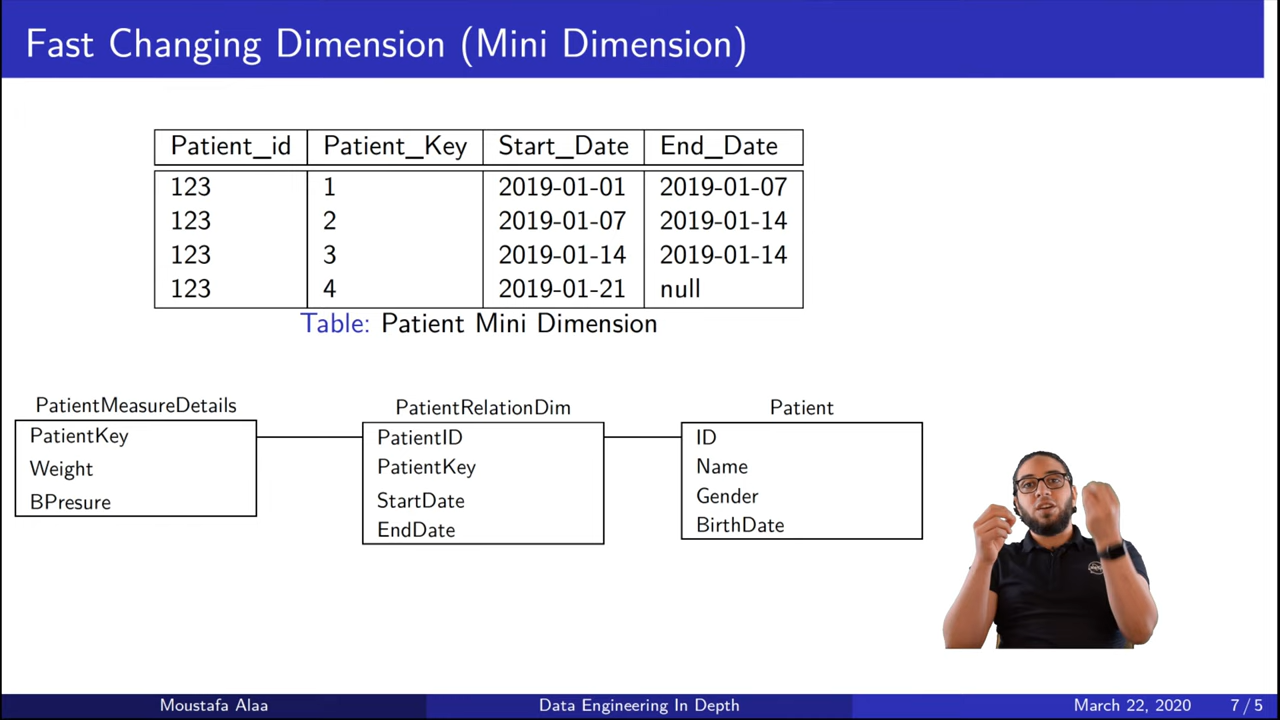 Fast Changing Dimension (Mini Dimension)
Patient_id Patient_Key Start_Date End_Date
123 1 2019-01-01 2019-01-07
123 2 2019-01-07 2019-01-14
123 3 2019-01-14 2019-01-14
123 4 2019-01-21 null
Table: Patient Mini Dimension
PatientMeasureDetails
PatientKey
Weight
BPresure
PatientRelationDim
PatientID
PatientKey
StartDate
EndDate
Patient
ID
Name
Gender
BirthDate
Moustafa Alaa Data Engineering In Depth March 22, 2020 7 / 5